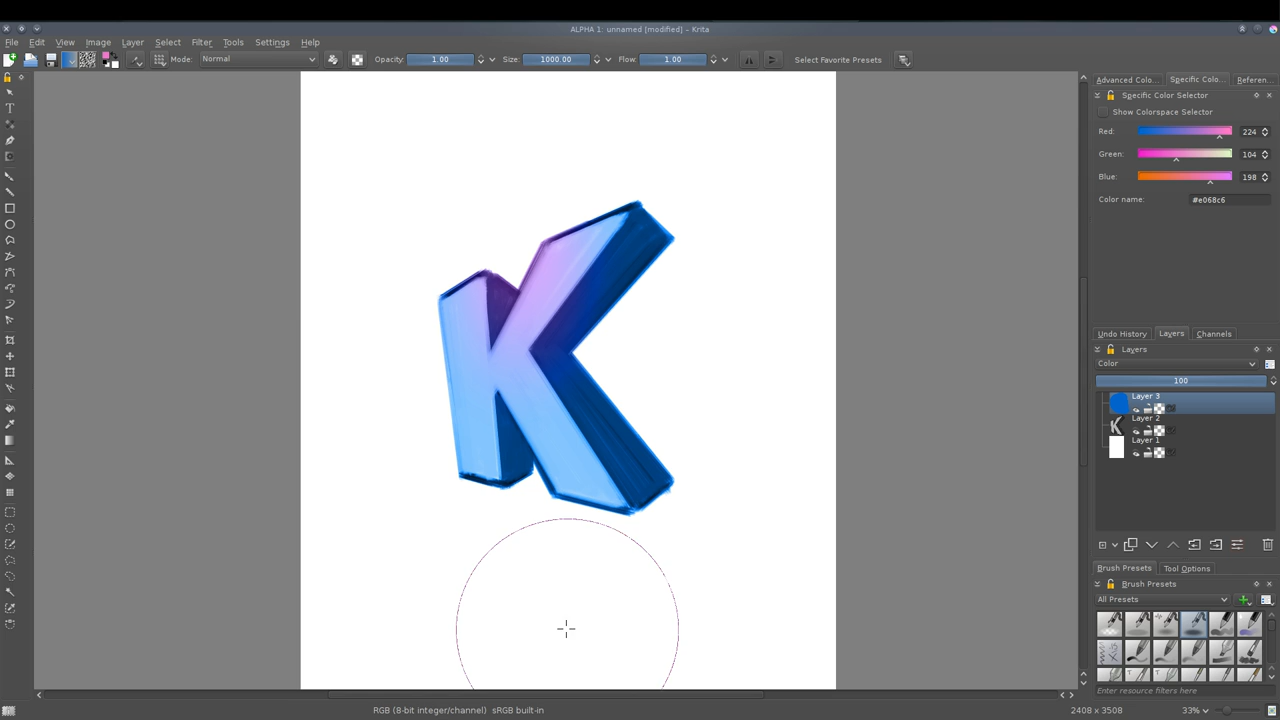 ALPHA 1: unnamed [modified] – Krita
File Edit View Image Layer Select Filter Tools Settings Help
Mode: Normal Opacity: 1.00 Size: 1000.00 Flow: 1.00 Select Favorite Presets
Advanced Colo... Specific Colo... Referen...
Specific Color Selector
Show Colorspace Selector
Red: 224
Green: 104
Blue: 198
Color name: #e068c6
K
Undo History Layers Channels
Layers
Color
100
Layer 3
Layer 2
Layer 1
Brush Presets Tool Options
Brush Presets
All Presets
Enter resource filters here
RGB (8-bit integer/channel) sRGB built-in 2408 x 3508 33%